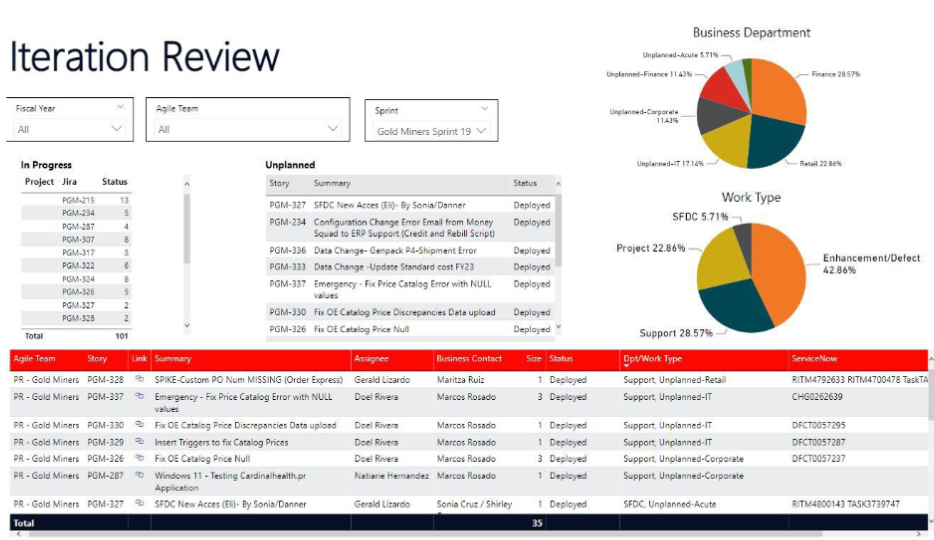 Iteration Review
Fiscal Year
All
Agile Team
All
Sprint
Gold Miners Sprint 19
Business Department
Unplanned-Acute 5.71%
Unplanned-Finance 11.43%
Finance 28.57%
Unplanned-Corporate
11.43%
Unplanned-IT 17.14%
Retail 22.86%
In Progress
Project Jira Status
PGM-215 13
PGM-234 5
PGM-287 4
PGM-307 8
PGM-317 5
PGM-322 6
PGM-324 8
PGM-326 5
PGM-327 2
PGM-328 2
Total 101
Unplanned
Story Summary Status
PGM-327 SFDC New Acces (Eli)- By Sonia/Danner Deployed
PGM-234 Configuration Change Error Email from Money Deployed
Squad to ERP Support (Credit and Rebill Script)
PGM-336 Data Change- Genpack P4-Shipment Error Deployed
PGM-333 Data Change -Update Standard cost FY23 Deployed
PGM-337 Emergency - Fix Price Catalog Error with NULL Deployed
values
PGM-330 Fix OE Catalog Price Discrepancies Data upload Deployed
PGM-326 Fix OE Catalog Price Null Deployed
Work Type
SFDC 5.71%
Project 22.86%
Enhancement/Defect
42.86%
Support 28.57%
Agile Team Story Link Summary Assignee Business Contact Size Status Dpt/Work Type ServiceNow
PR - Gold Miners PGM-328 SPIKE-Custom PO Num MISSING (Order Express) Gerald Lizardo Maritza Ruiz 1 Deployed Support, Unplanned-Retail RITM4792633 RITM4700478 TaskTA
PR - Gold Miners PGM-337 Emergency - Fix Price Catalog Error with NULL Doel Rivera Marcos Rosado 3 Deployed Support, Unplanned-IT CHG0262639
values
PR - Gold Miners PGM-330 Fix OE Catalog Price Discrepancies Data upload Doel Rivera Marcos Rosado 1 Deployed Support, Unplanned-IT DFCT0057295
PR - Gold Miners PGM-329 Insert Triggers to fix Catalog Prices Doel Rivera Marcos Rosado 1 Deployed Support, Unplanned-IT DFCT0057287
PR - Gold Miners PGM-326 Fix OE Catalog Price Null Doel Rivera Marcos Rosado 3 Deployed Support, Unplanned-Corporate DFCT0057237
PR - Gold Miners PGM-287 Windows 11 - Testing Cardinalhealth.pr Natiarie Hernandez Marcos Rosado 1 Deployed Support, Unplanned-Corporate
Application
PR - Gold Miners PGM-327 SFDC New Acces (Eli)- By Sonia/Danner Gerald Lizardo Sonia Cruz / Shirley 1 Deployed SFDC, Unplanned-Acute RITM4800143 TASK3739747
Total 35